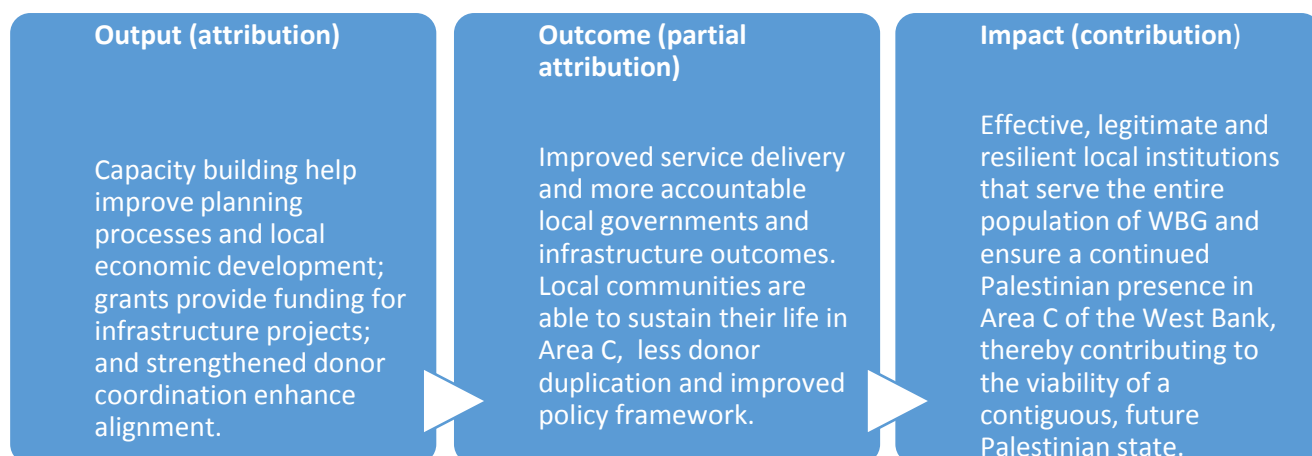 Output (attribution)
Capacity building help
improve planning
processes and local
economic development;
grants provide funding for
infrastructure projects;
and strengthened donor
coordination enhance
alignment.
Outcome (partial
attribution)
Improved service delivery
and more accountable
local governments and
infrastructure outcomes.
Local communities are
able to sustain their life in
Area C,  less donor
duplication and improved
policy framework.
Impact (contribution)
Effective, legitimate and
resilient local institutions
that serve the entire
population of WBG and
ensure a continued
Palestinian presence in
Area C of the West Bank,
thereby contributing to
the viability of a
contiguous, future
Palestinian state.